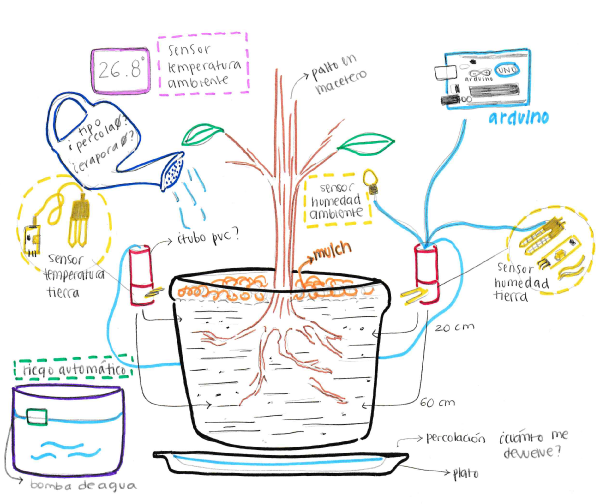 26.8°
sensor
temperatura
ambiente
palto en
macetero
UNO
arduino
arduino
tipo
¿percola∅?
¿evapora∅?
sensor
humedad
ambiente
¿tubo pvc?
sensor
temperatura
tierra
mulch
sensor
humedad
tierra
20 cm
riego automático
60 cm
percolación ¿cuánto me
devuelve?
plato
bomba de agua